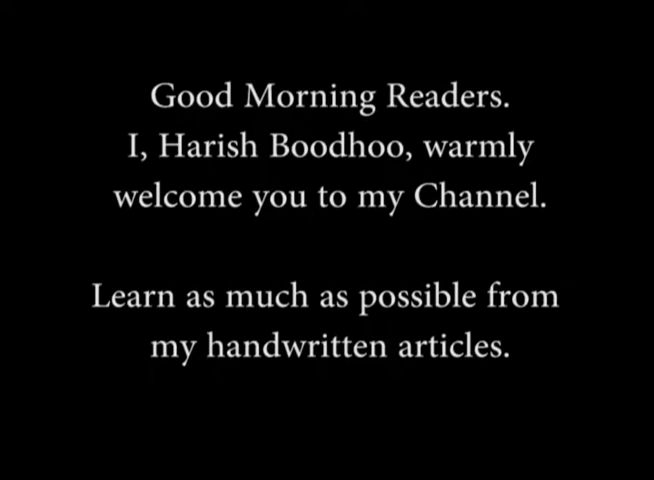 Good Morning Readers.
I, Harish Boodhoo, warmly
welcome you to my Channel.
Learn as much as possible from
my handwritten articles.